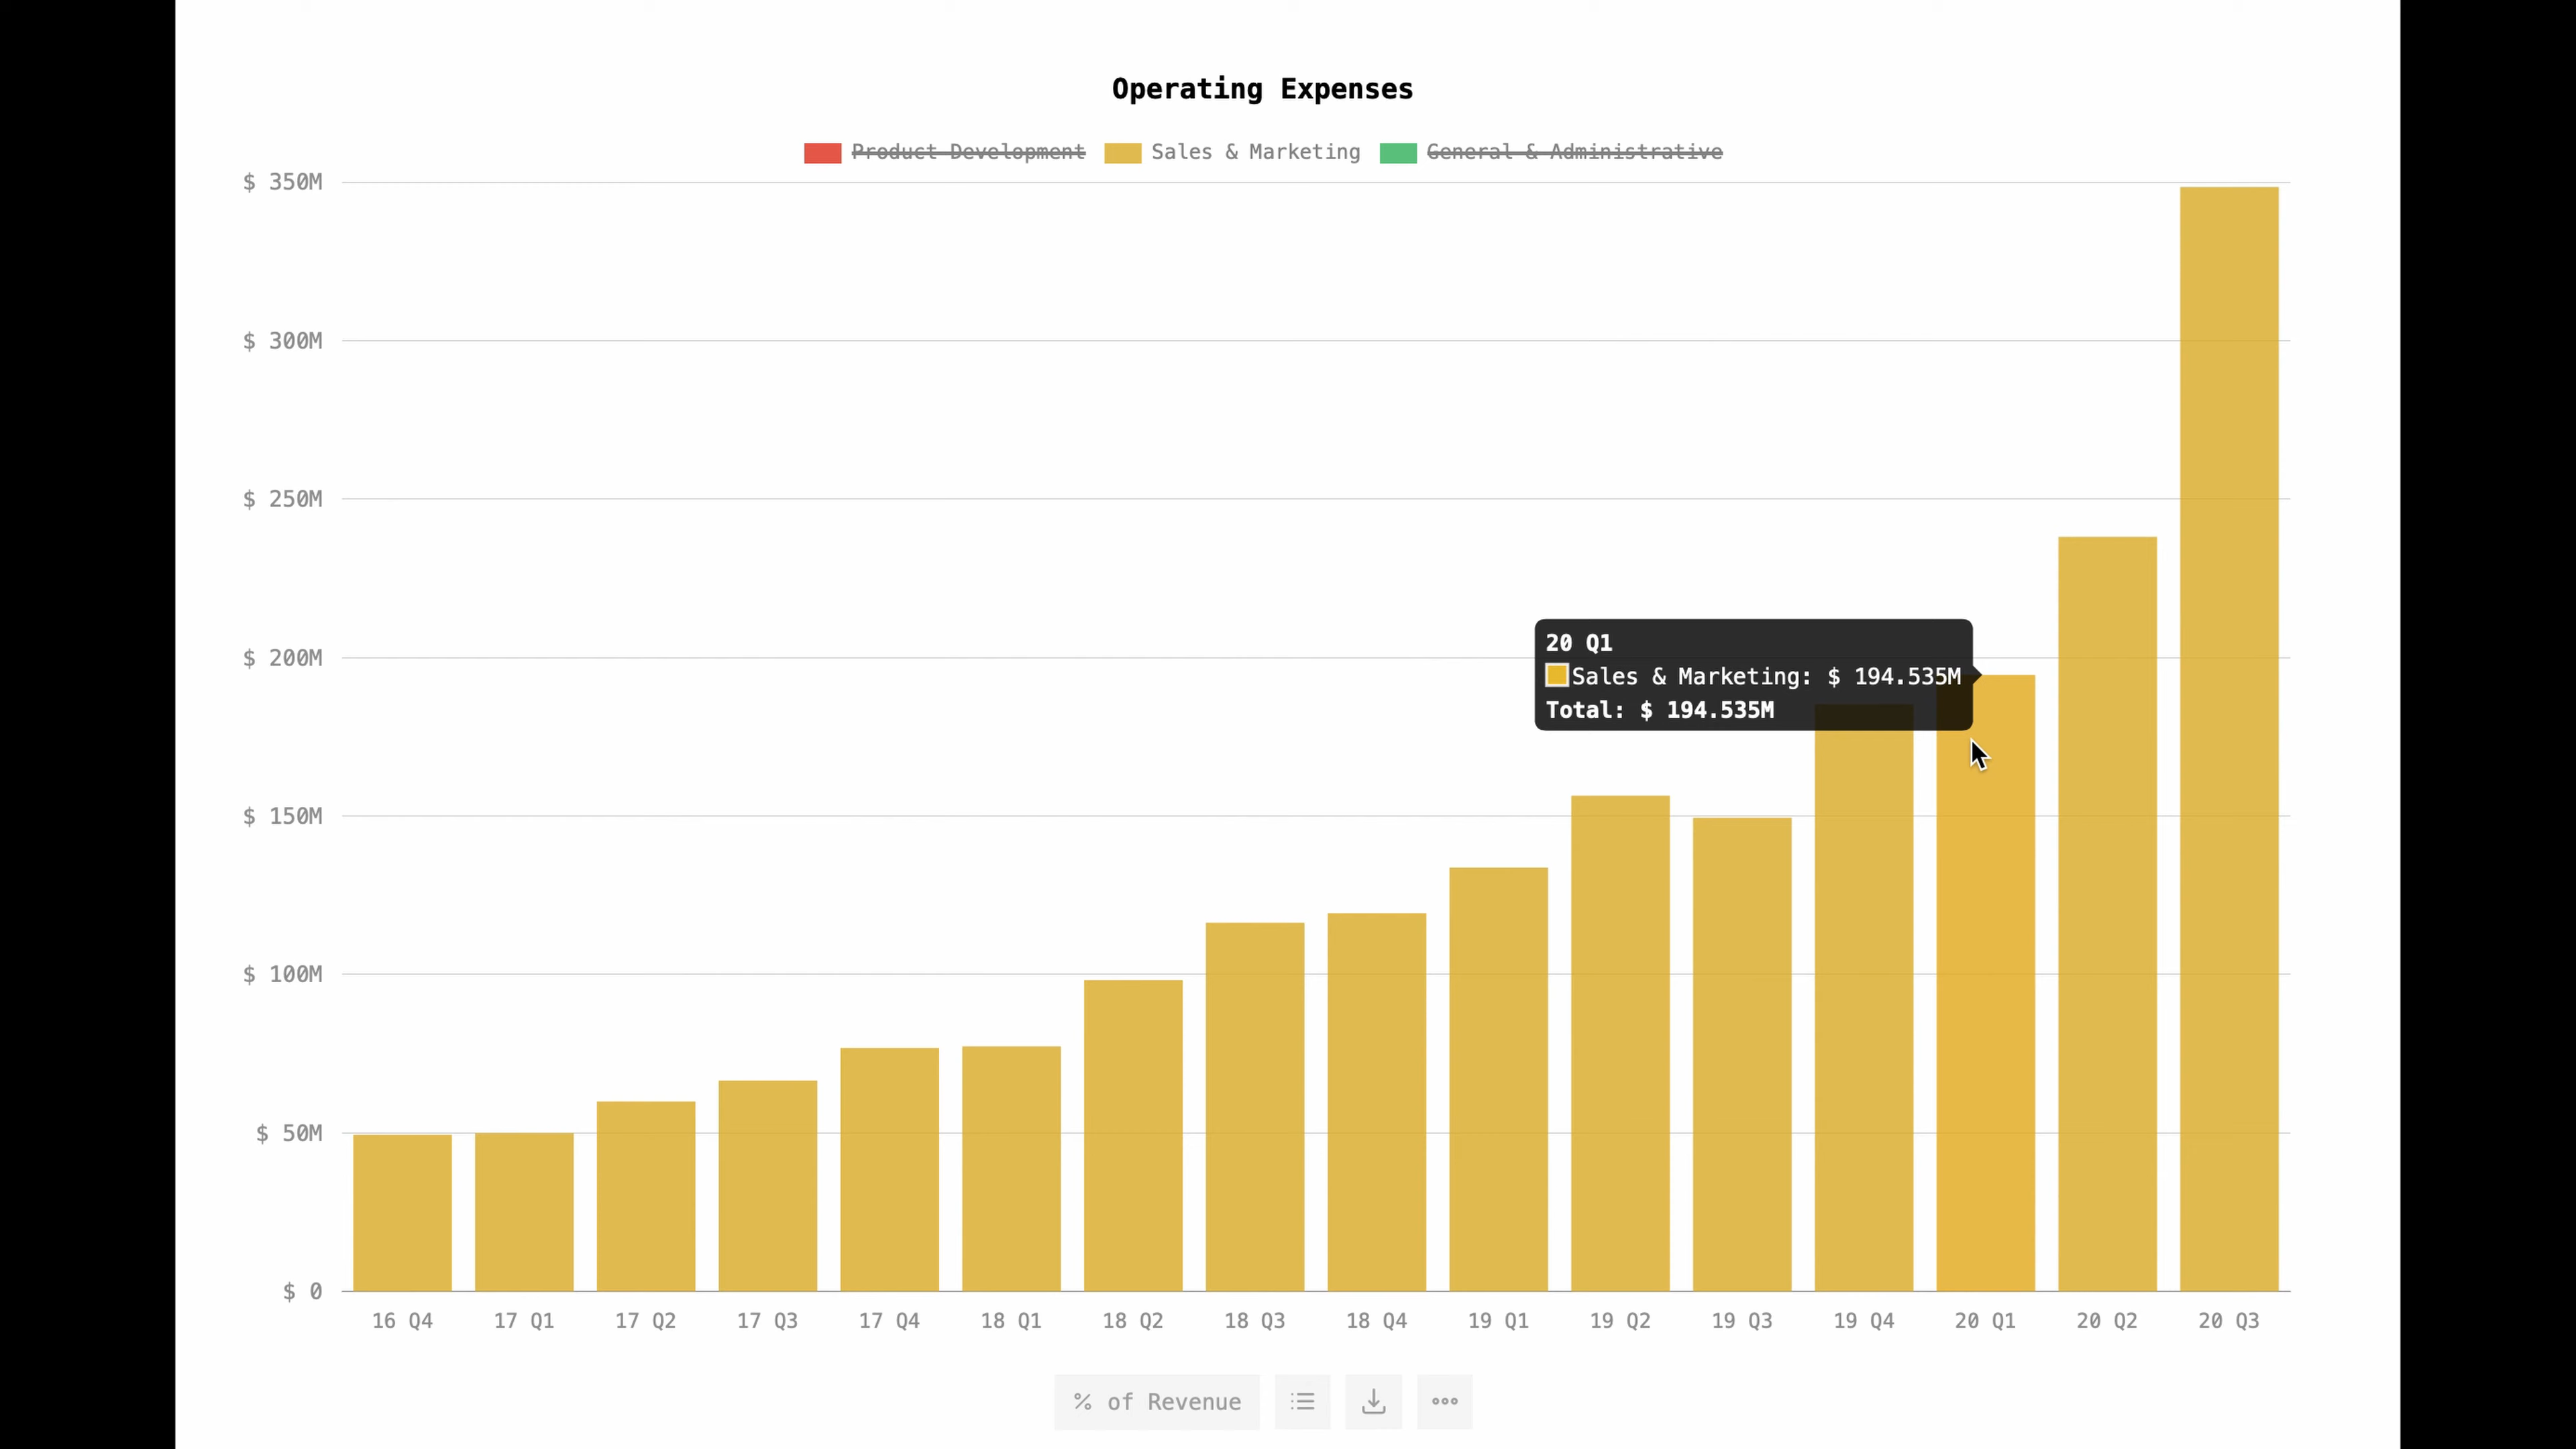 Operating Expenses
Product Development Sales & Marketing General & Administrative
$ 350M
$ 300M
$ 250M
$ 200M
$ 150M
$ 100M
$ 50M
$ 0
20 Q1
Sales & Marketing: $ 194.535M
Total: $ 194.535M
16 Q4 17 Q1 17 Q2 17 Q3 17 Q4 18 Q1 18 Q2 18 Q3 18 Q4 19 Q1 19 Q2 19 Q3 19 Q4 20 Q1 20 Q2 20 Q3
% of Revenue